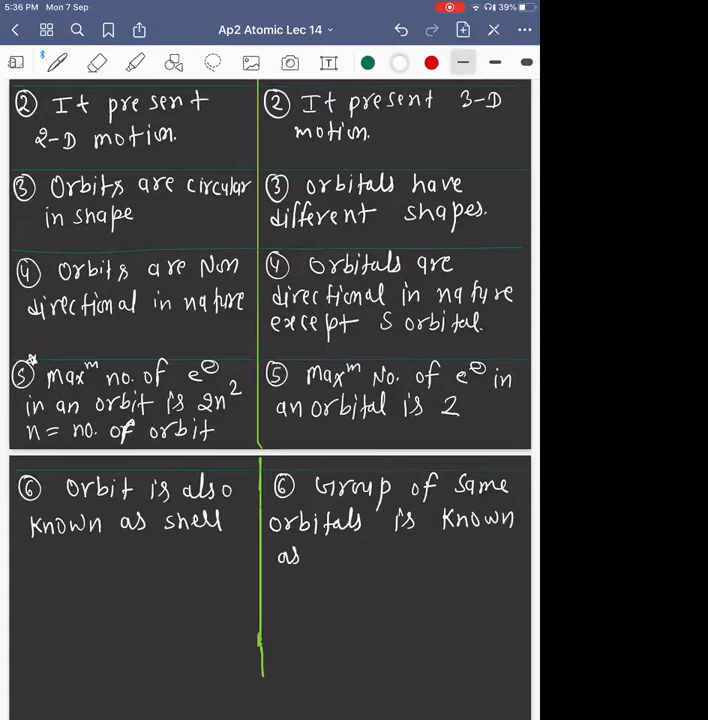 5:36 PM Mon 7 Sep
39%
Ap2 Atomic Lec 14
T
② It present
2-D motion.
② It present 3-D
motion.
③ Orbits are circular
in shape
③ orbitals have
different shapes.
④ Orbits are Non
directional in nature
④ Orbitals are
directional in nature
except S orbital.
⑤* Maxᵐ no. of e⊖
in an orbit is 2n²
n = no. of orbit
⑤ Maxᵐ No. of e⊖ in
an orbital is 2
⑥ Orbit is also
known as shell
⑥ Group of same
orbitals is known
as